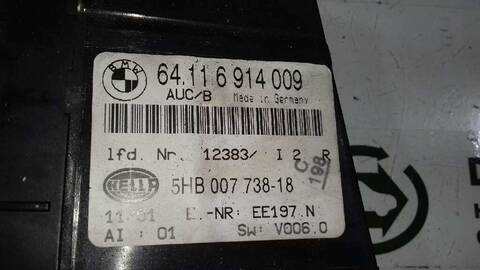 BMW
64.11 6 914 009
AUC/B Made in Germany
lfd. Nr. 12383/ I 2 R
C
198
HELLA
5HB 007 738-18
11.01 E.-NR: EE197.N
AI : 01 SW: V006.0
D